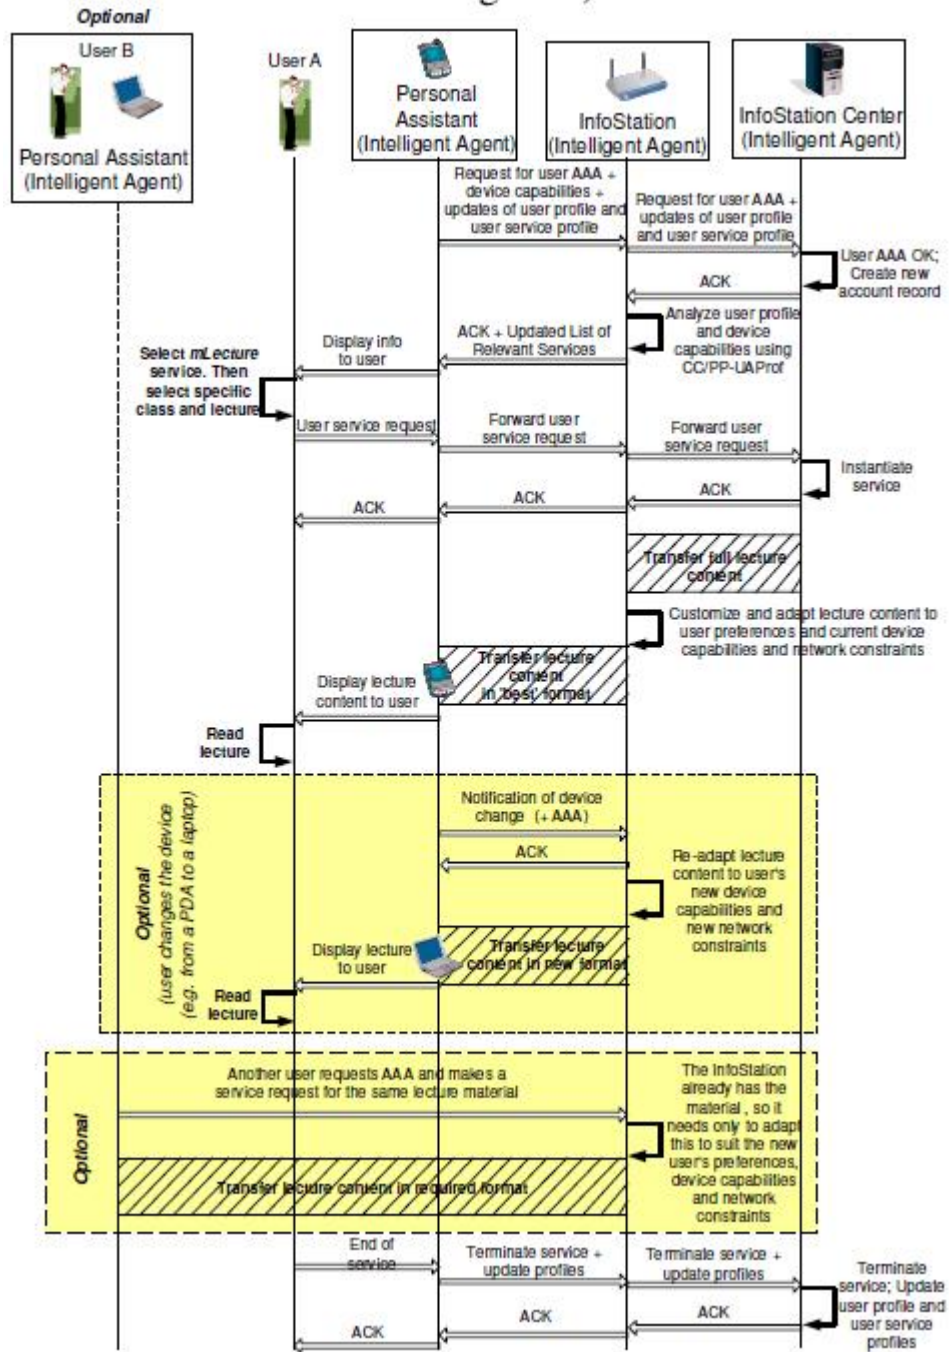 Optional
User B
Personal Assistant
(Intelligent Agent)
User A
Personal
Assistant
(Intelligent Agent)
InfoStation
(Intelligent Agent)
InfoStation Center
(Intelligent Agent)
Request for user AAA +
device capabilities +
updates of user profile and
user service profile
Request for user AAA +
updates of user profile
and user service profile
User AAA OK;
Create new
account record
ACK
Analyze user profile
and device
capabilities using
CC/PP-UAProf
ACK + Updated List of
Relevant Services
Display info
to user
Select mLecture
service. Then
select specific
class and lecture
User service request
Forward user
service request
Forward user
service request
Instantiate
service
ACK
ACK
ACK
Transfer full lecture
content
Customize and adapt lecture content to
user preferences and current device
capabilities and network constraints
Transfer lecture
content
in 'best' format
Display lecture
content to user
Read
lecture
Optional
(user changes the device
(e.g. from a PDA to a laptop)
Notification of device
change (+ AAA)
ACK
Re-adapt lecture
content to user's
new device
capabilities and
new network
constraints
Transfer lecture
content in new format
Display lecture
to user
Read
lecture
Optional
Another user requests AAA and makes a
service request for the same lecture material
The InfoStation
already has the
material , so it
needs only to adapt
this to suit the new
user's preferences,
device capabilities
and network
constraints
Transfer lecture content in required format
End of
service
Terminate service +
update profiles
Terminate service +
update profiles
Terminate
service; Update
user profile and
user service
profiles
ACK
ACK
ACK